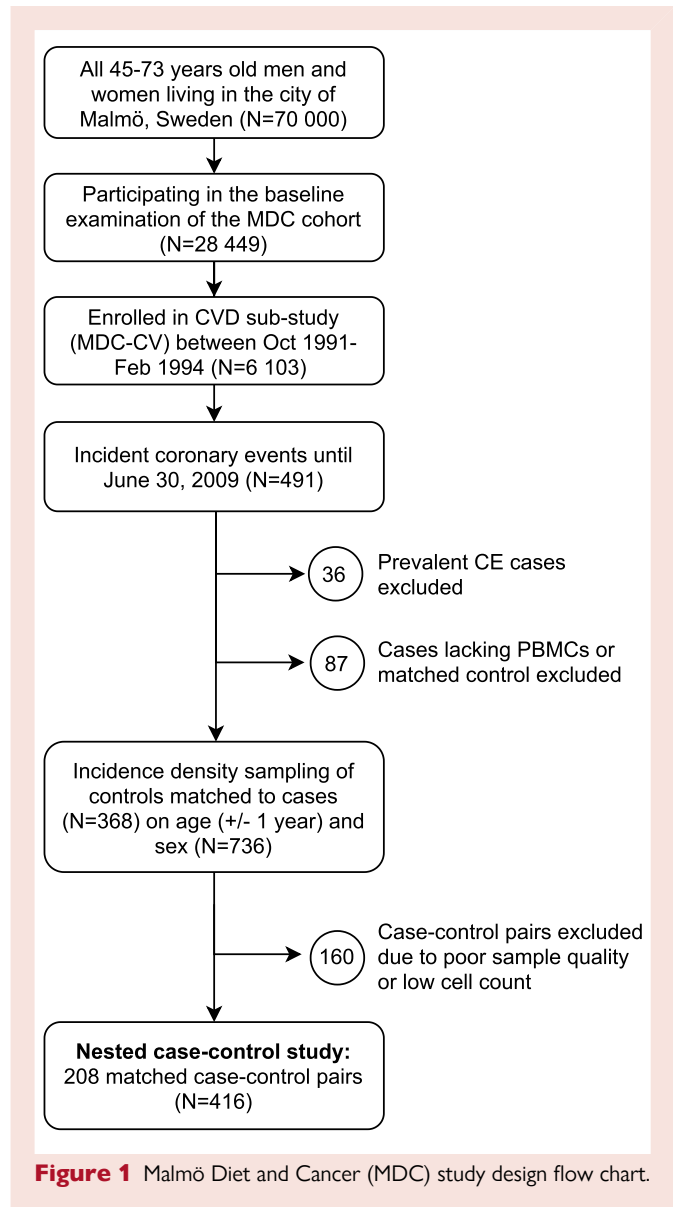 All 45-73 years old men and
women living in the city of
Malmö, Sweden (N=70 000)
Participating in the baseline
examination of the MDC cohort
(N=28 449)
Enrolled in CVD sub-study
(MDC-CV) between Oct 1991-
Feb 1994 (N=6 103)
Incident coronary events until
June 30, 2009 (N=491)
36
Prevalent CE cases
excluded
87
Cases lacking PBMCs or
matched control excluded
Incidence density sampling of
controls matched to cases
(N=368) on age (+/- 1 year) and
sex (N=736)
160
Case-control pairs excluded
due to poor sample quality
or low cell count
Nested case-control study:
208 matched case-control pairs
(N=416)
Figure 1 Malmö Diet and Cancer (MDC) study design flow chart.